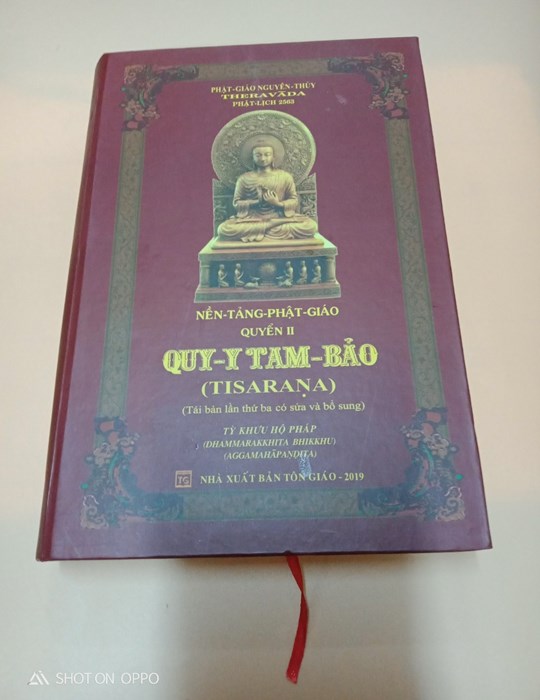 PHẬT-GIÁO NGUYÊN-THỦY
THERAVĀDA
PHẬT-LỊCH 2563
NỀN-TẢNG-PHẬT-GIÁO
QUYỂN II
QUY-Y TAM-BẢO
(TISARAṆA)
(Tái bản lần thứ ba có sửa và bổ sung)
TỲ KHƯU HỘ PHÁP
(DHAMMARAKKHITA BHIKKHU)
(AGGAMAHĀPAṆḌITA)
TG NHÀ XUẤT BẢN TÔN GIÁO - 2019
SHOT ON OPPO